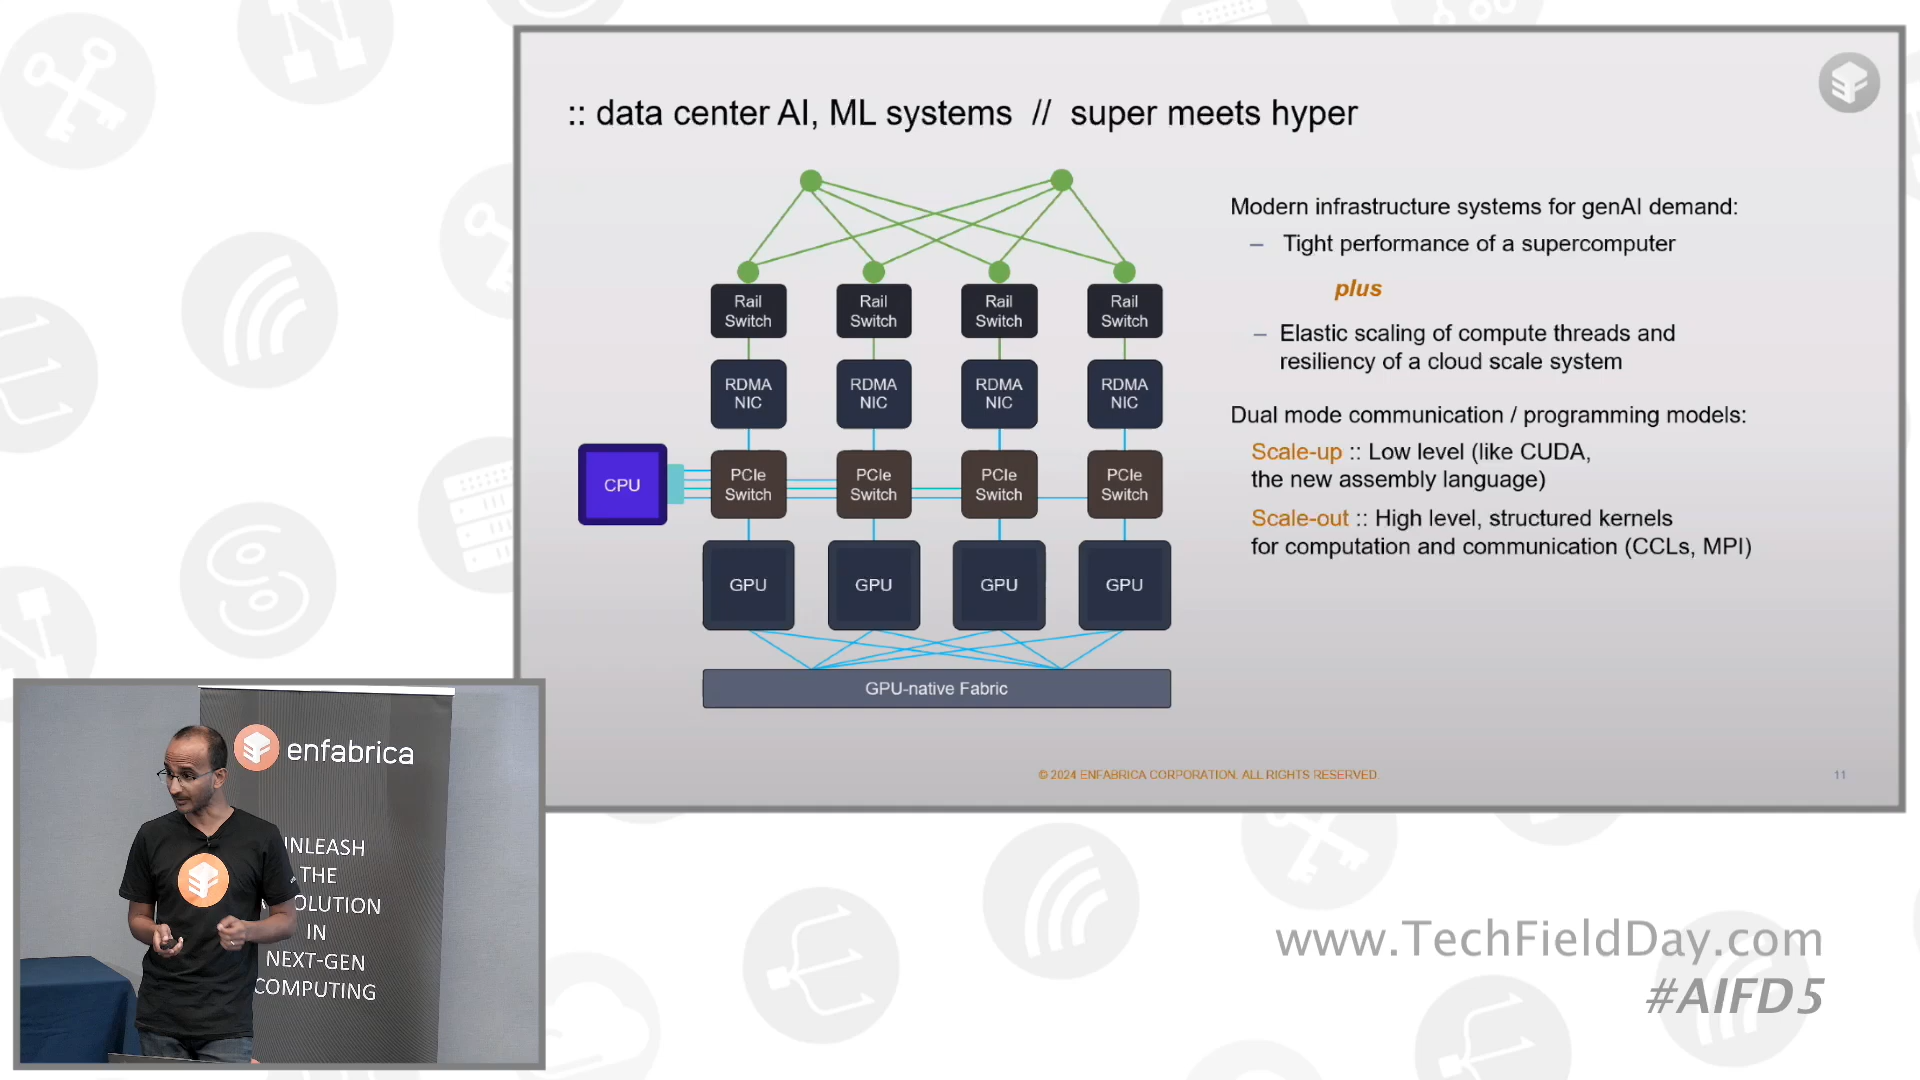 :: data center AI, ML systems // super meets hyper
Rail Switch
Rail Switch
Rail Switch
Rail Switch
RDMA NIC
RDMA NIC
RDMA NIC
RDMA NIC
CPU
PCIe Switch
PCIe Switch
PCIe Switch
PCIe Switch
GPU
GPU
GPU
GPU
GPU-native Fabric
Modern infrastructure systems for genAI demand:
– Tight performance of a supercomputer
plus
– Elastic scaling of compute threads and
resiliency of a cloud scale system
Dual mode communication / programming models:
Scale-up :: Low level (like CUDA,
the new assembly language)
Scale-out :: High level, structured kernels
for computation and communication (CCLs, MPI)
© 2024 ENFABRICA CORPORATION. ALL RIGHTS RESERVED.
11
enfabrica
THE
IN
NEXT-GEN
COMPUTING
www.TechFieldDay.com
#AIFD5